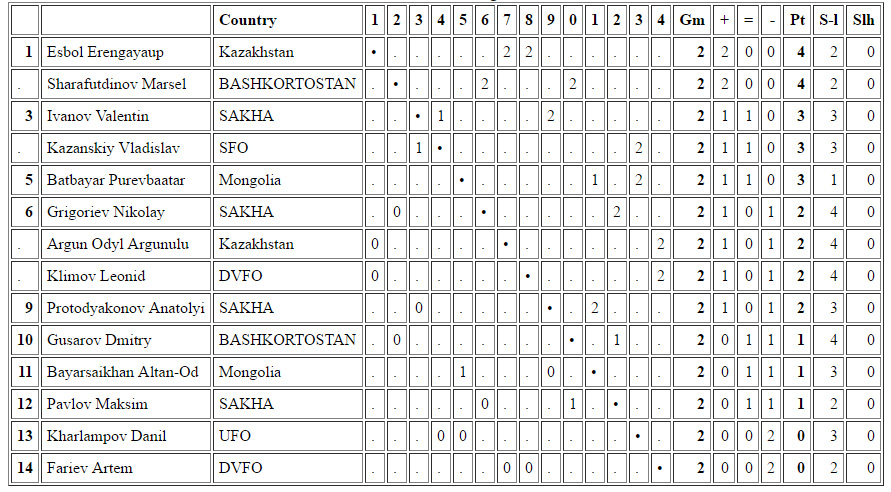 Country 1 2 3 4 5 6 7 8 9 0 1 2 3 4 Gm + = - Pt S-l Slh
1 Esbol Erengayaup Kazakhstan • . . . . . 2 2 . . . . . . 2 2 0 0 4 2 0
. Sharafutdinov Marsel BASHKORTOSTAN . • . . . 2 . . . 2 . . . . 2 2 0 0 4 2 0
3 Ivanov Valentin SAKHA . . • 1 . . . . 2 . . . . . 2 1 1 0 3 3 0
. Kazanskiy Vladislav SFO . . 1 • . . . . . . . . 2 . 2 1 1 0 3 3 0
5 Batbayar Purevbaatar Mongolia . . . . • . . . . . 1 . 2 . 2 1 1 0 3 1 0
6 Grigoriev Nikolay SAKHA . 0 . . . • . . . . . 2 . . 2 1 0 1 2 4 0
. Argun Odyl Argunulu Kazakhstan 0 . . . . . • . . . . . . 2 2 1 0 1 2 4 0
. Klimov Leonid DVFO 0 . . . . . . • . . . . . 2 2 1 0 1 2 4 0
9 Protodyakonov Anatolyi SAKHA . . 0 . . . . . • . 2 . . . 2 1 0 1 2 3 0
10 Gusarov Dmitry BASHKORTOSTAN . 0 . . . . . . . • . 1 . . 2 0 1 1 1 4 0
11 Bayarsaikhan Altan-Od Mongolia . . . . 1 . . . 0 . • . . . 2 0 1 1 1 3 0
12 Pavlov Maksim SAKHA . . . . . 0 . . . 1 . • . . 2 0 1 1 1 2 0
13 Kharlampov Danil UFO . . . 0 0 . . . . . . . • . 2 0 0 2 0 3 0
14 Fariev Artem DVFO . . . . . . 0 0 . . . . . • 2 0 0 2 0 2 0